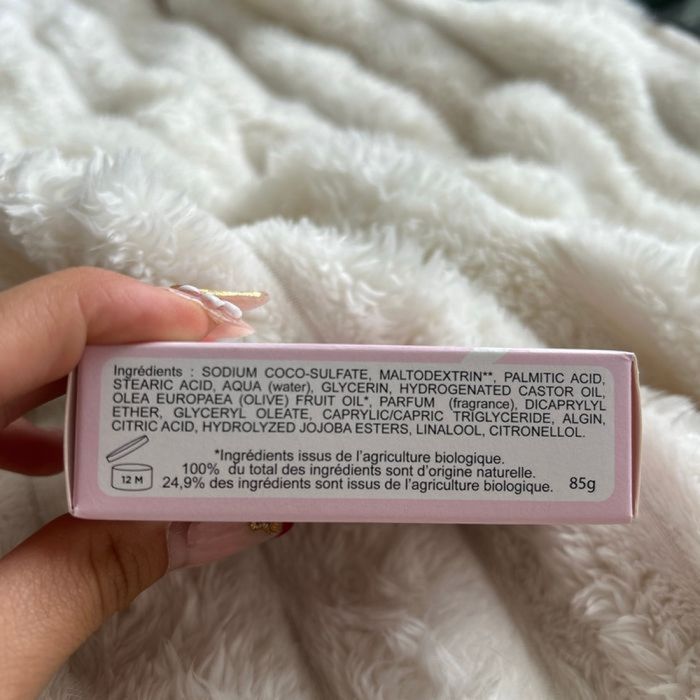 Ingrédients : SODIUM COCO-SULFATE, MALTODEXTRIN**, PALMITIC ACID,
STEARIC ACID, AQUA (water), GLYCERIN, HYDROGENATED CASTOR OIL,
OLEA EUROPAEA (OLIVE) FRUIT OIL*, PARFUM (fragrance), DICAPRYLYL
ETHER, GLYCERYL OLEATE, CAPRYLIC/CAPRIC TRIGLYCERIDE, ALGIN,
CITRIC ACID, HYDROLYZED JOJOBA ESTERS, LINALOOL, CITRONELLOL.
*Ingrédients issus de l'agriculture biologique.
100% du total des ingrédients sont d'origine naturelle.
24,9% des ingrédients sont issus de l'agriculture biologique. 85g
12 M